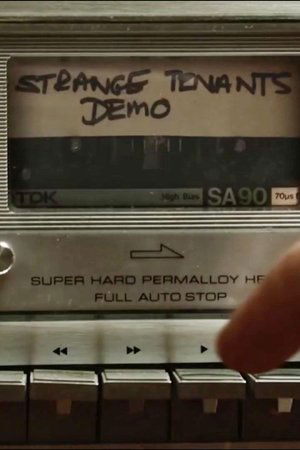 STRANGE TENANTS
DEMO
TDK High Bias SA90 70μs
SUPER HARD PERMALLOY HE
FULL AUTO STOP